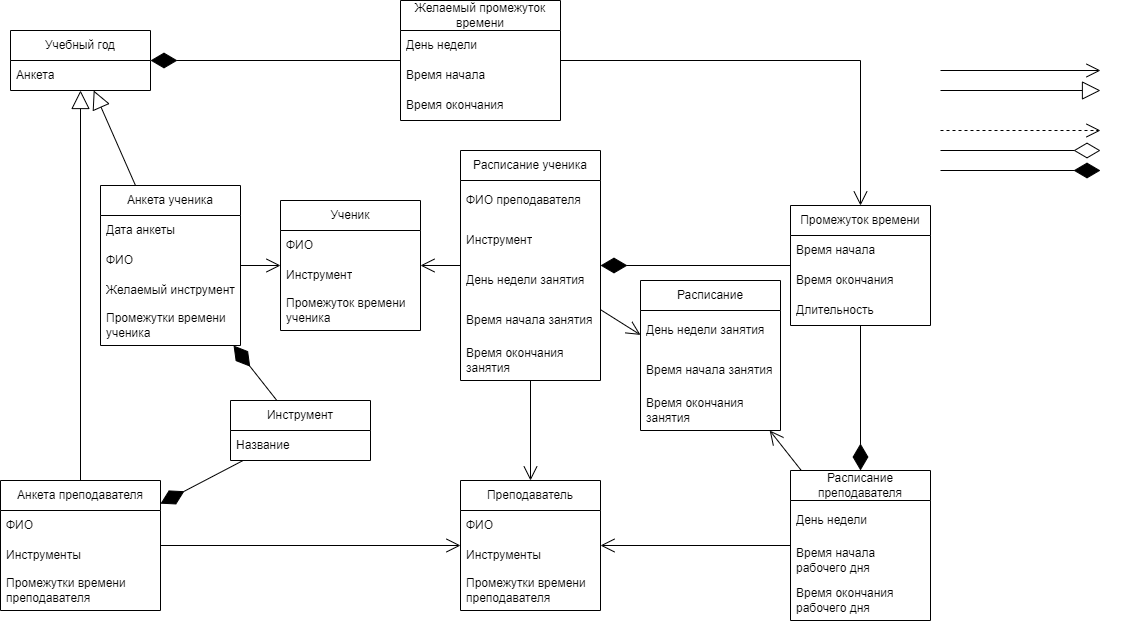 Желаемый промежуток
времени
День недели
Время начала
Время окончания
Учебный год
Анкета
Расписание ученика
ФИО преподавателя
Инструмент
День недели занятия
Время начала занятия
Время окончания
занятия
Анкета ученика
Дата анкеты
ФИО
Желаемый инструмент
Промежутки времени
ученика
Ученик
ФИО
Инструмент
Промежуток времени
ученика
Промежуток времени
Время начала
Время окончания
Длительность
Расписание
День недели занятия
Время начала занятия
Время окончания
занятия
Инструмент
Название
Анкета преподавателя
ФИО
Инструменты
Промежутки времени
преподавателя
Преподаватель
ФИО
Инструменты
Промежутки времени
преподавателя
Расписание
преподавателя
День недели
Время начала
рабочего дня
Время окончания
рабочего дня